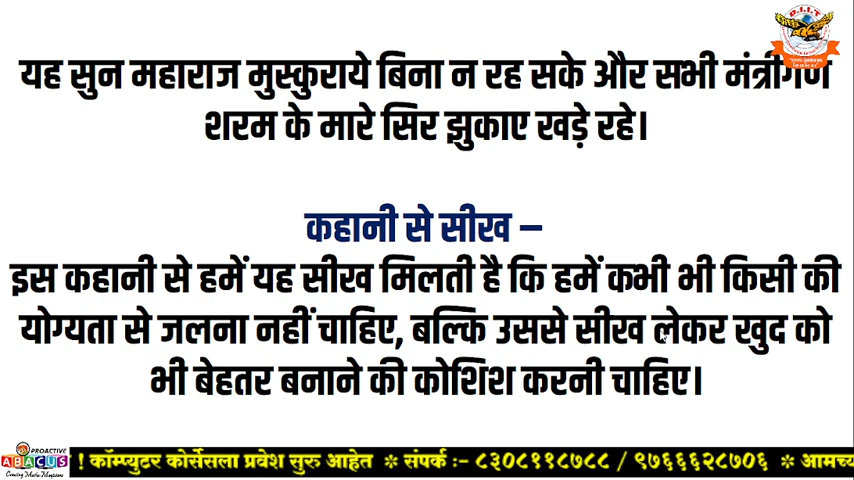 D.I.I.T
यह सुन महाराज मुस्कुराये बिना न रह सके और सभी मंत्रीगण
शरम के मारे सिर झुकाए खड़े रहे।
कहानी से सीख –
इस कहानी से हमें यह सीख मिलती है कि हमें कभी भी किसी की
योग्यता से जलना नहीं चाहिए, बल्कि उससे सीख लेकर खुद को
भी बेहतर बनाने की कोशिश करनी चाहिए।
PROACTIVE
ABACUS
! कॉम्प्युटर कोर्सेसला प्रवेश सुरु आहेत ❊ संपर्क :- ८३०८११८७८८ / ९७६६६२८७०६ ❊ आमच्य